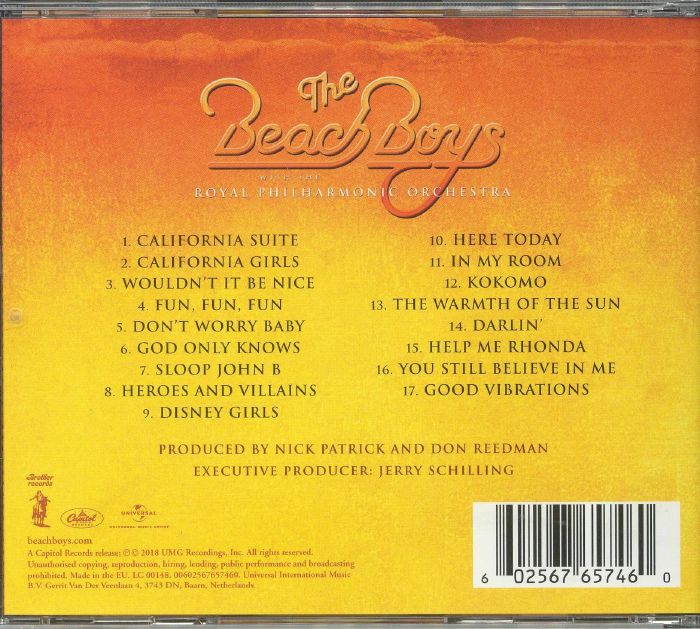 The
Beach Boys
WITH THE
ROYAL PHILHARMONIC ORCHESTRA
1. CALIFORNIA SUITE
2. CALIFORNIA GIRLS
3. WOULDN'T IT BE NICE
4. FUN, FUN, FUN
5. DON'T WORRY BABY
6. GOD ONLY KNOWS
7. SLOOP JOHN B
8. HEROES AND VILLAINS
9. DISNEY GIRLS
10. HERE TODAY
11. IN MY ROOM
12. KOKOMO
13. THE WARMTH OF THE SUN
14. DARLIN'
15. HELP ME RHONDA
16. YOU STILL BELIEVE IN ME
17. GOOD VIBRATIONS
PRODUCED BY NICK PATRICK AND DON REEDMAN
EXECUTIVE PRODUCER: JERRY SCHILLING
Brother
records
Capitol
RECORDS
UNIVERSAL
UNIVERSAL MUSIC GROUP
beachboys.com
A Capitol Records release; ℗ © 2018 UMG Recordings, Inc. All rights reserved.
Unauthorised copying, reproduction, hiring, lending, public performance and broadcasting
prohibited. Made in the EU. LC 00148. 00602567657460. Universal International Music
B.V. Gerrit Van Der Veenlaan 4, 3743 DN, Baarn, Netherlands.
6 02567 65746 0